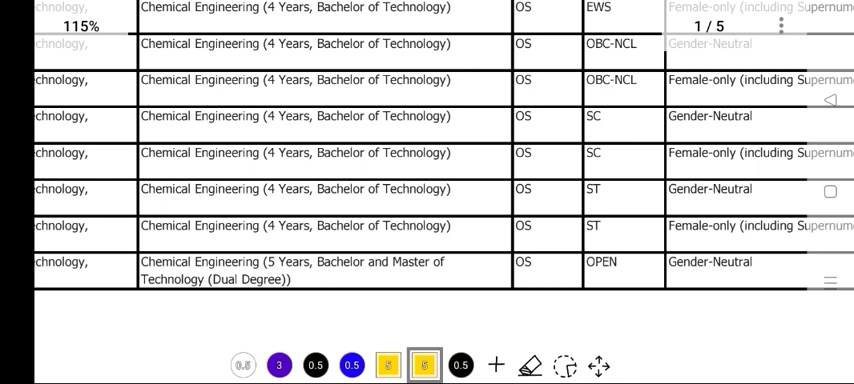 chnology, Chemical Engineering (4 Years, Bachelor of Technology) OS EWS Female-only (including Supernum
115% 1 / 5
chnology, Chemical Engineering (4 Years, Bachelor of Technology) OS OBC-NCL Gender-Neutral
chnology, Chemical Engineering (4 Years, Bachelor of Technology) OS OBC-NCL Female-only (including Supernum
chnology, Chemical Engineering (4 Years, Bachelor of Technology) OS SC Gender-Neutral
chnology, Chemical Engineering (4 Years, Bachelor of Technology) OS SC Female-only (including Supernum
chnology, Chemical Engineering (4 Years, Bachelor of Technology) OS ST Gender-Neutral
chnology, Chemical Engineering (4 Years, Bachelor of Technology) OS ST Female-only (including Supernum
chnology, Chemical Engineering (5 Years, Bachelor and Master of OS OPEN Gender-Neutral
Technology (Dual Degree))
0.5 3 0.5 0.5 5 5 0.5